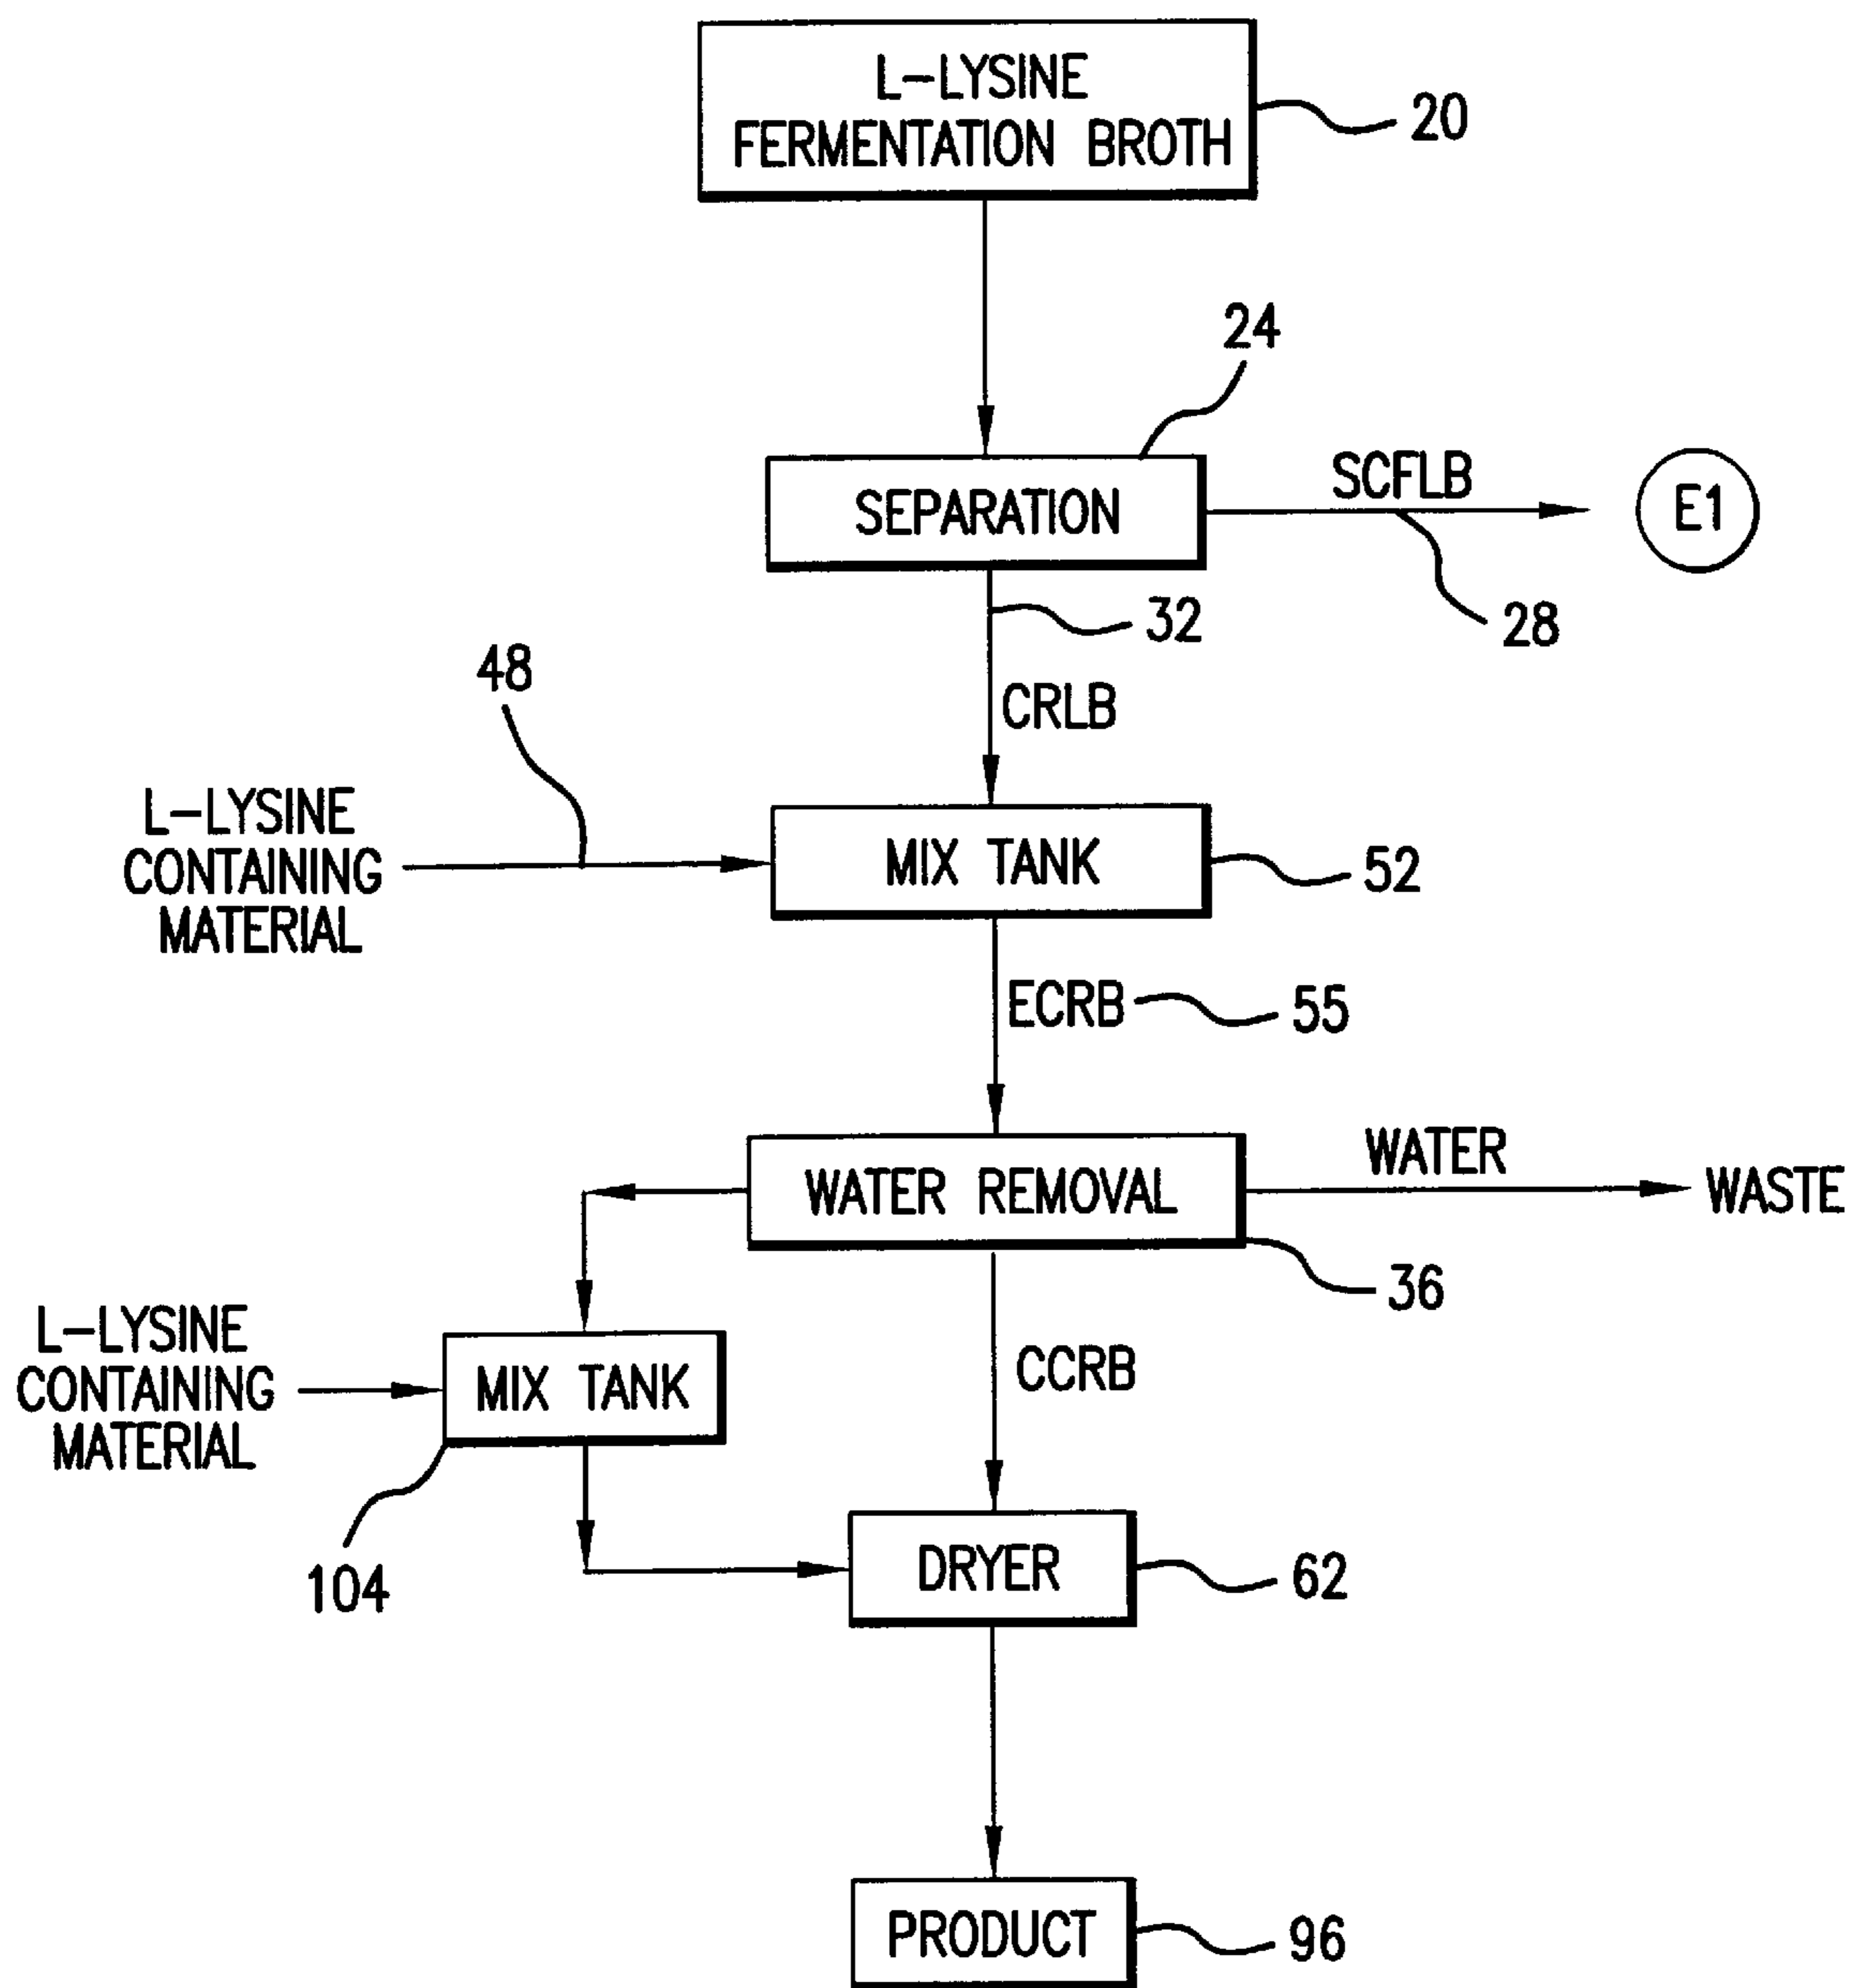 L-LYSINE
FERMENTATION BROTH
20
24
SEPARATION
SCFLB
E1
28
32
CRLB
48
L-LYSINE
CONTAINING
MATERIAL
MIX TANK
52
ECRB
55
WATER REMOVAL
WATER
WASTE
36
L-LYSINE
CONTAINING
MATERIAL
MIX TANK
CCRB
104
DRYER
62
PRODUCT
96